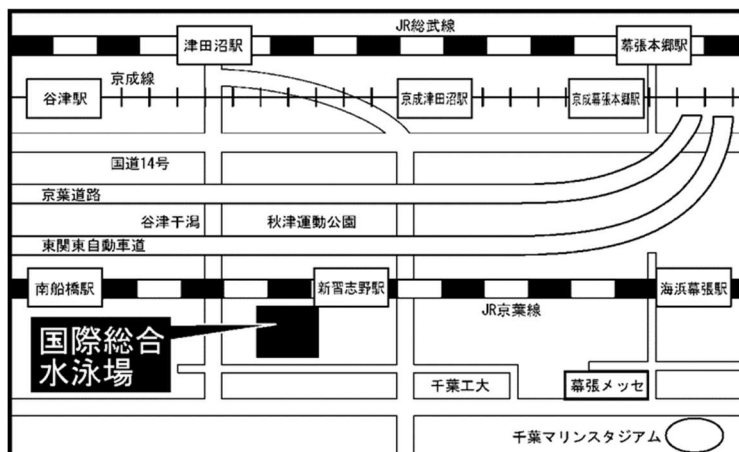 JR総武線
津田沼駅
幕張本郷駅
京成線
谷津駅
京成津田沼駅
京成幕張本郷駅
国道14号
京葉道路
谷津干潟
秋津運動公園
東関東自動車道
南船橋駅
新習志野駅
海浜幕張駅
JR京葉線
国際総合
水泳場
千葉工大
幕張メッセ
千葉マリンスタジアム